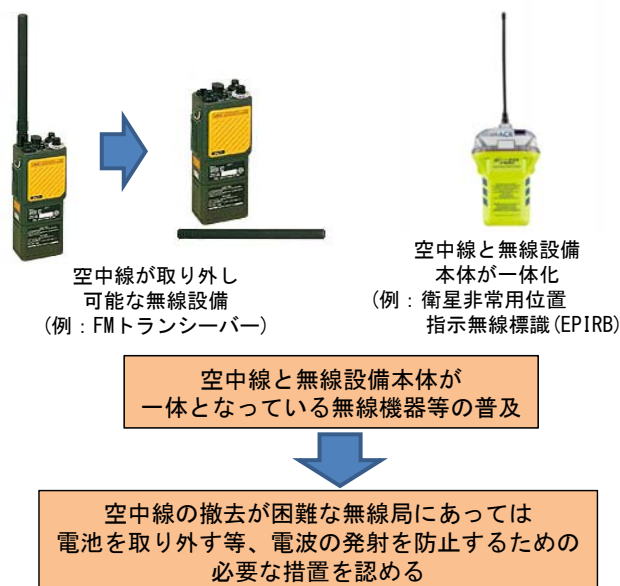 空中線が取り外し
可能な無線設備
(例：FMトランシーバー)
空中線と無線設備
本体が一体化
(例：衛星非常用位置
指示無線標識(EPIRB)
空中線と無線設備本体が
一体となっている無線機器等の普及
空中線の撤去が困難な無線局にあっては
電池を取り外す等、電波の発射を防止するための
必要な措置を認める